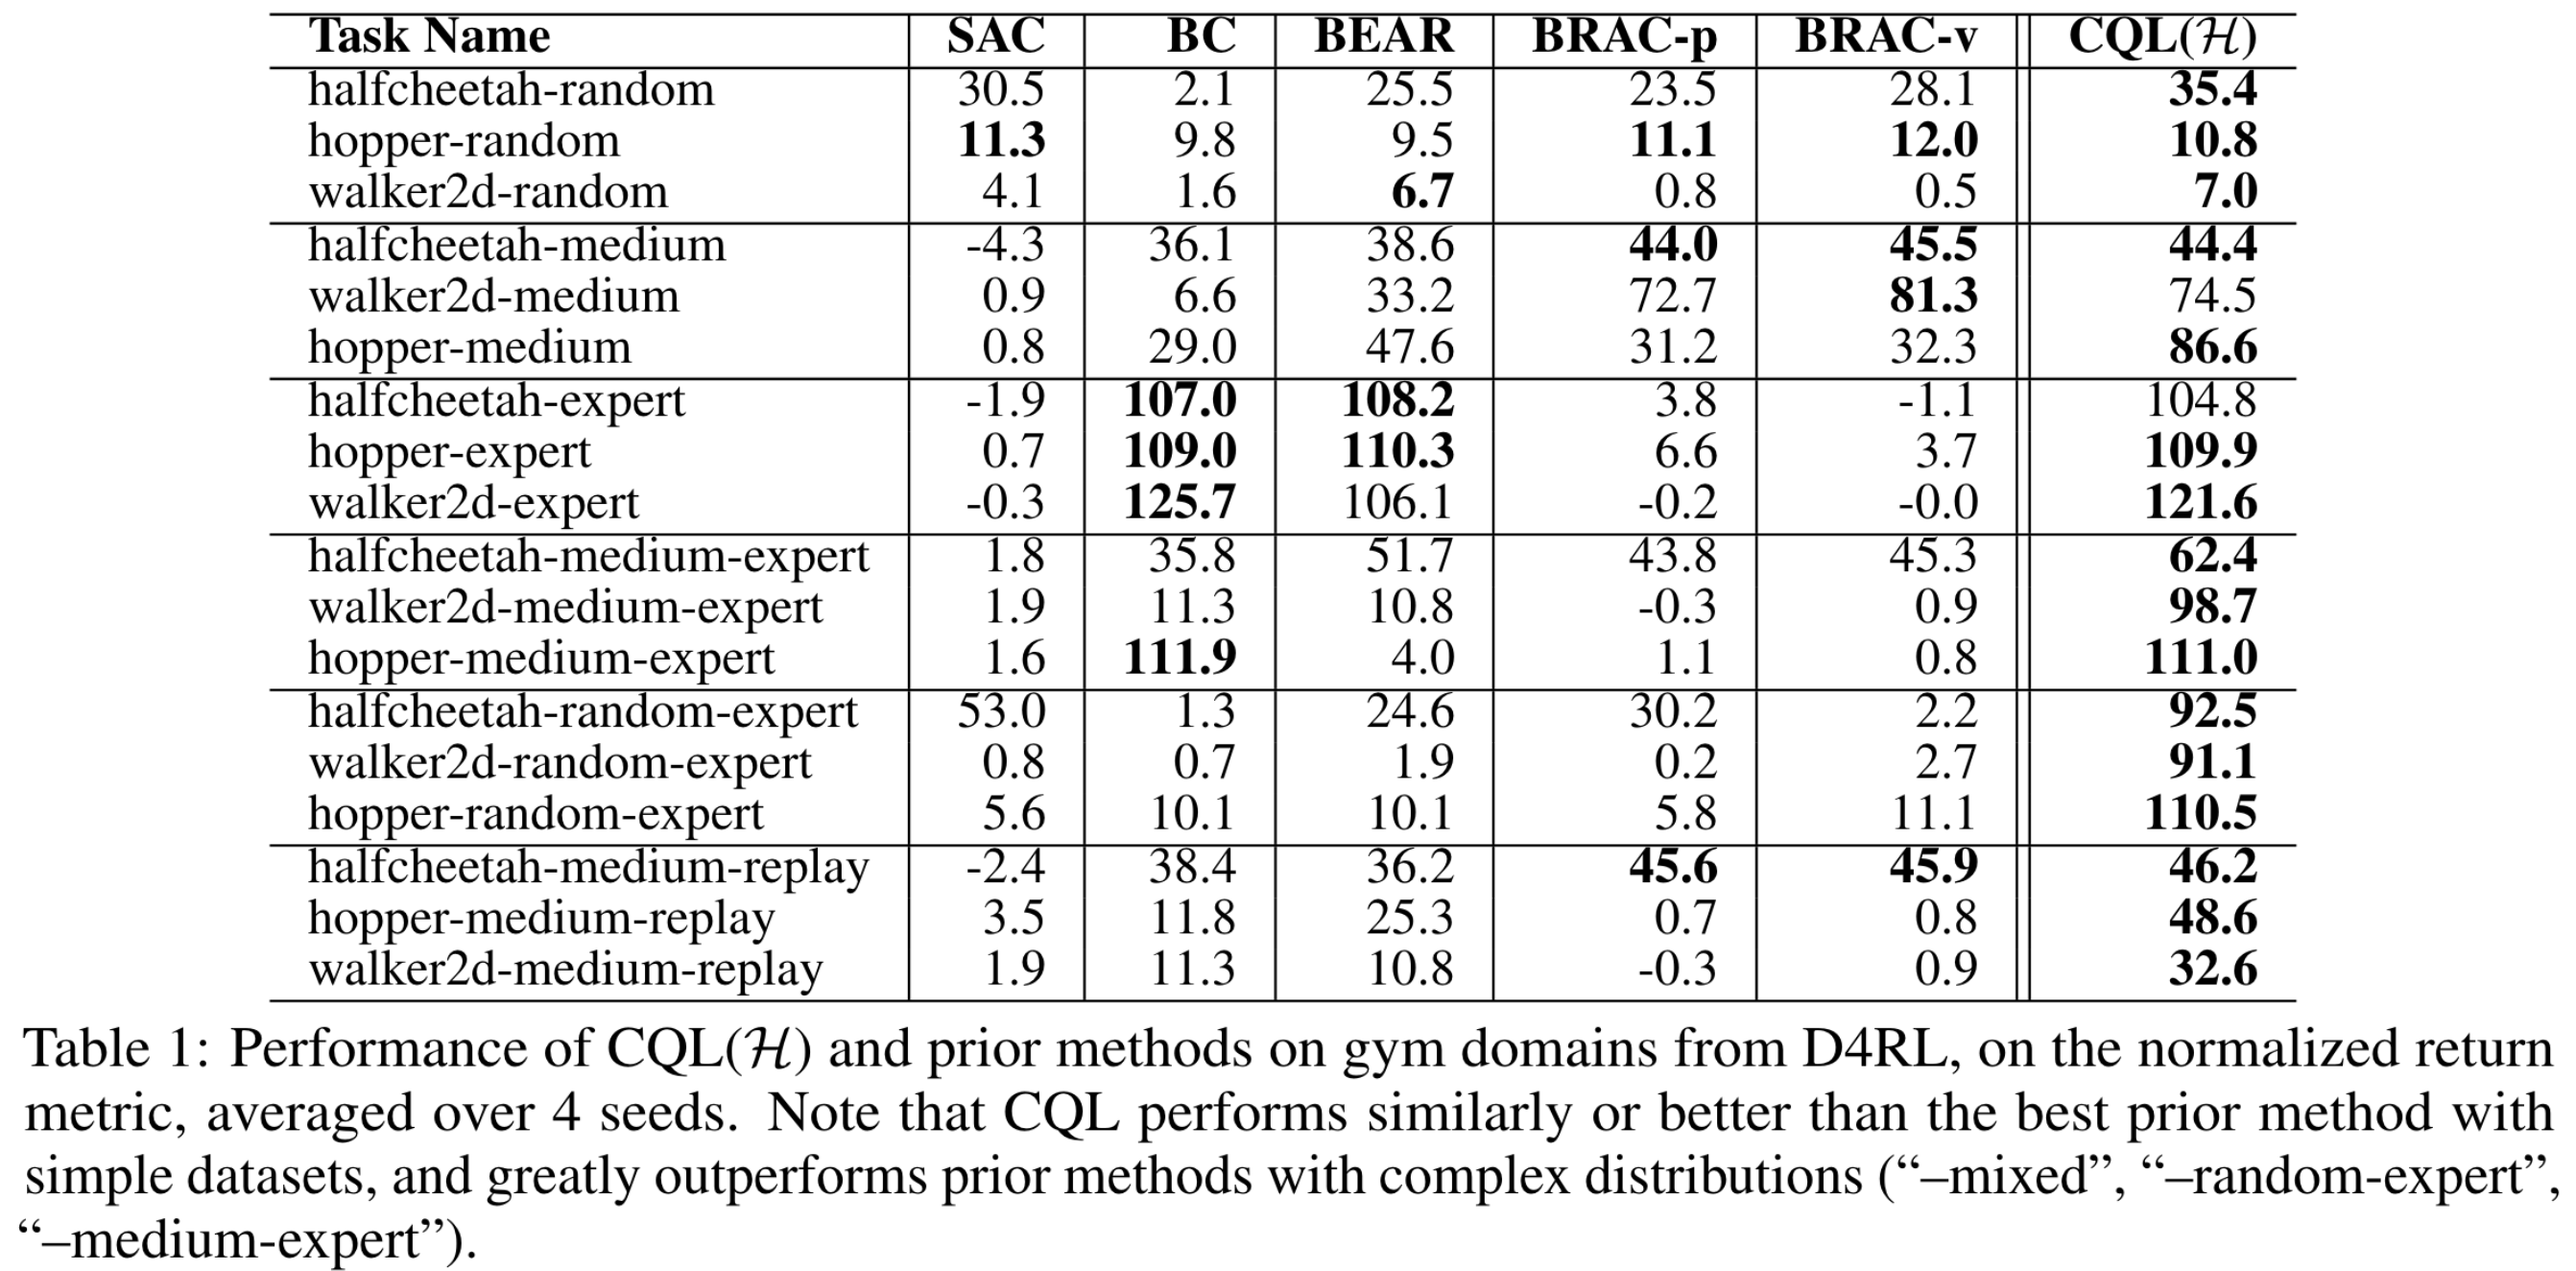 Task Name SAC BC BEAR BRAC-p BRAC-v CQL(ℋ)
halfcheetah-random 30.5 2.1 25.5 23.5 28.1 35.4
hopper-random 11.3 9.8 9.5 11.1 12.0 10.8
walker2d-random 4.1 1.6 6.7 0.8 0.5 7.0
halfcheetah-medium -4.3 36.1 38.6 44.0 45.5 44.4
walker2d-medium 0.9 6.6 33.2 72.7 81.3 74.5
hopper-medium 0.8 29.0 47.6 31.2 32.3 86.6
halfcheetah-expert -1.9 107.0 108.2 3.8 -1.1 104.8
hopper-expert 0.7 109.0 110.3 6.6 3.7 109.9
walker2d-expert -0.3 125.7 106.1 -0.2 -0.0 121.6
halfcheetah-medium-expert 1.8 35.8 51.7 43.8 45.3 62.4
walker2d-medium-expert 1.9 11.3 10.8 -0.3 0.9 98.7
hopper-medium-expert 1.6 111.9 4.0 1.1 0.8 111.0
halfcheetah-random-expert 53.0 1.3 24.6 30.2 2.2 92.5
walker2d-random-expert 0.8 0.7 1.9 0.2 2.7 91.1
hopper-random-expert 5.6 10.1 10.1 5.8 11.1 110.5
halfcheetah-medium-replay -2.4 38.4 36.2 45.6 45.9 46.2
hopper-medium-replay 3.5 11.8 25.3 0.7 0.8 48.6
walker2d-medium-replay 1.9 11.3 10.8 -0.3 0.9 32.6
Table 1: Performance of CQL(ℋ) and prior methods on gym domains from D4RL, on the normalized return
metric, averaged over 4 seeds. Note that CQL performs similarly or better than the best prior method with
simple datasets, and greatly outperforms prior methods with complex distributions (“–mixed”, “–random-expert”,
“–medium-expert”).